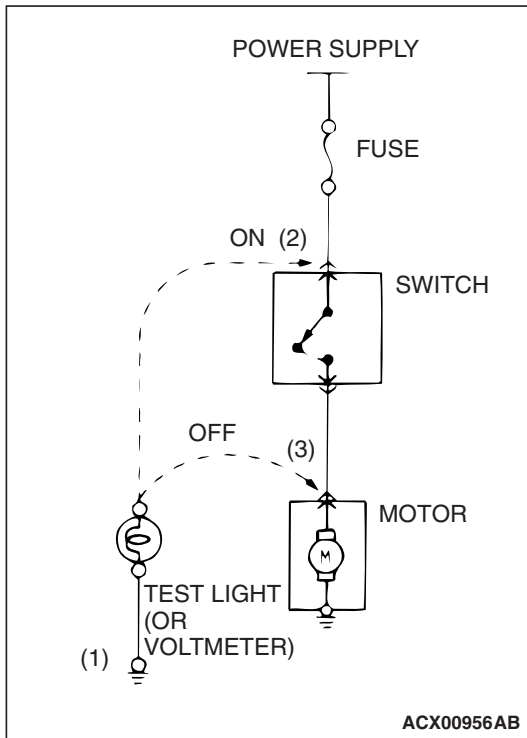 POWER SUPPLY
FUSE
ON (2)
SWITCH
OFF
(3)
MOTOR
M
TEST LIGHT
(OR
VOLTMETER)
(1)
ACX00956AB